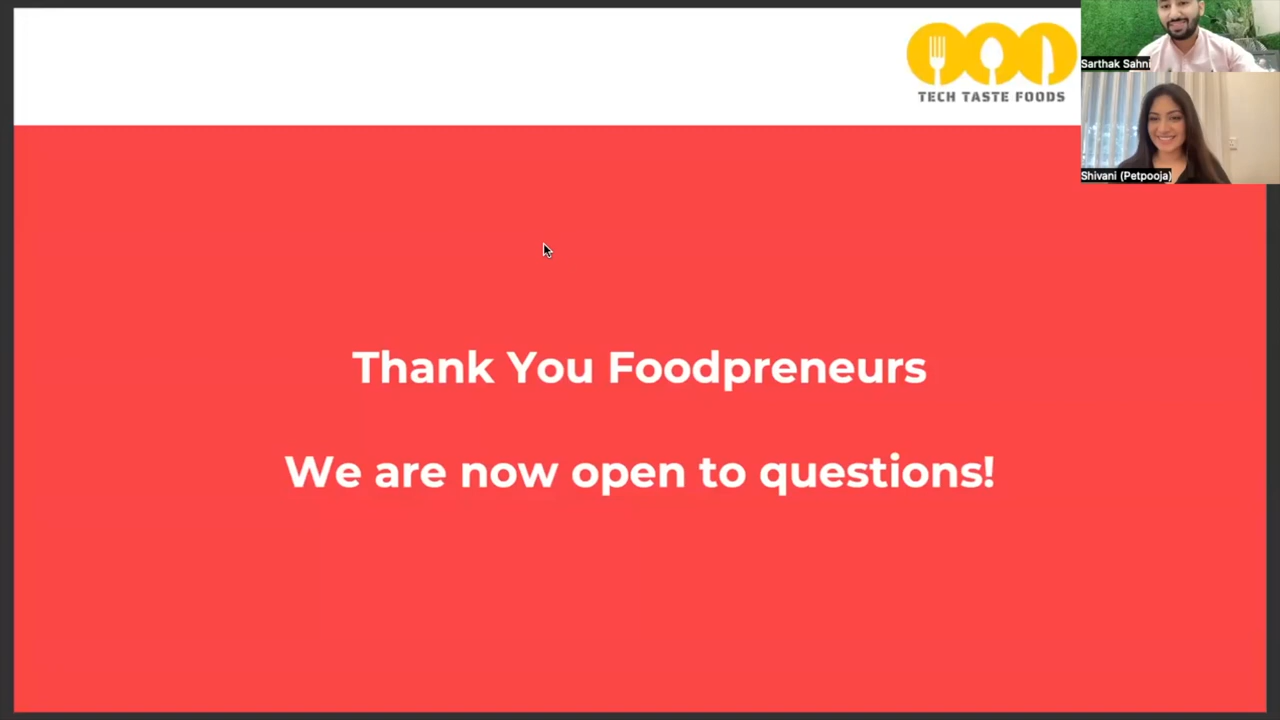 TECH TASTE FOODS
Sarthak Sahni
Shivani (Petpooja)
Thank You Foodpreneurs
We are now open to questions!